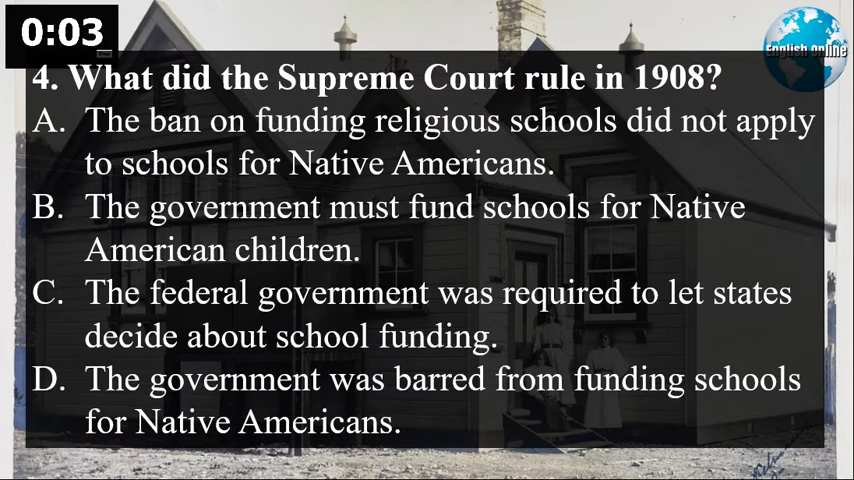 0:03
English Online
4. What did the Supreme Court rule in 1908?
A. The ban on funding religious schools did not apply
to schools for Native Americans.
B. The government must fund schools for Native
American children.
C. The federal government was required to let states
decide about school funding.
D. The government was barred from funding schools
for Native Americans.